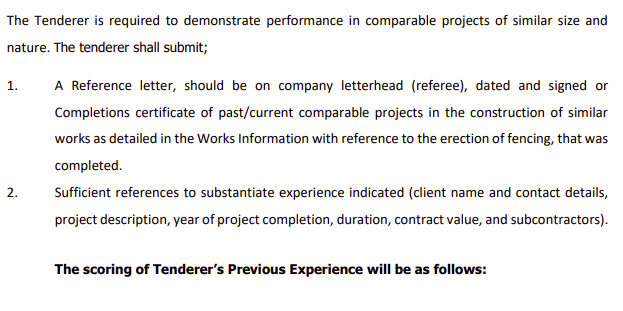 The Tenderer is required to demonstrate performance in comparable projects of similar size and
nature. The tenderer shall submit;
1. A Reference letter, should be on company letterhead (referee), dated and signed or
Completions certificate of past/current comparable projects in the construction of similar
works as detailed in the Works Information with reference to the erection of fencing, that was
completed.
2. Sufficient references to substantiate experience indicated (client name and contact details,
project description, year of project completion, duration, contract value, and subcontractors).
The scoring of Tenderer's Previous Experience will be as follows: